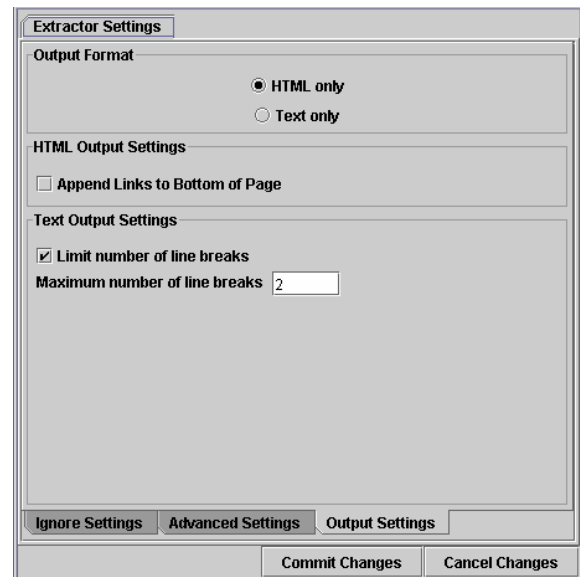 Extractor Settings
Output Format
HTML only
Text only
HTML Output Settings
Append Links to Bottom of Page
Text Output Settings
Limit number of line breaks
Maximum number of line breaks 2
Ignore Settings Advanced Settings Output Settings
Commit Changes Cancel Changes